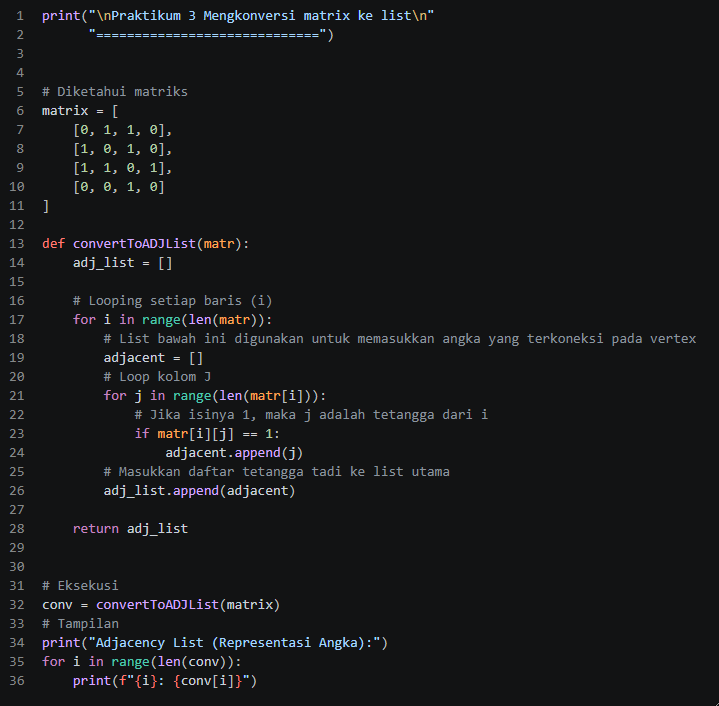 1 print("\nPraktikum 3 Mengkonversi matrix ke list\n"
2       "=============================")
3
4
5 # Diketahui matriks
6 matrix = [
7     [0, 1, 1, 0],
8     [1, 0, 1, 0],
9     [1, 1, 0, 1],
10     [0, 0, 1, 0]
11 ]
12
13 def convertToADJList(matr):
14     adj_list = []
15
16     # Looping setiap baris (i)
17     for i in range(len(matr)):
18         # List bawah ini digunakan untuk memasukkan angka yang terkoneksi pada vertex
19         adjacent = []
20         # Loop kolom J
21         for j in range(len(matr[i])):
22             # Jika isinya 1, maka j adalah tetangga dari i
23             if matr[i][j] == 1:
24                 adjacent.append(j)
25         # Masukkan daftar tetangga tadi ke list utama
26         adj_list.append(adjacent)
27
28     return adj_list
29
30
31 # Eksekusi
32 conv = convertToADJList(matrix)
33 # Tampilan
34 print("Adjacency List (Representasi Angka):")
35 for i in range(len(conv)):
36     print(f"{i}: {conv[i]}")